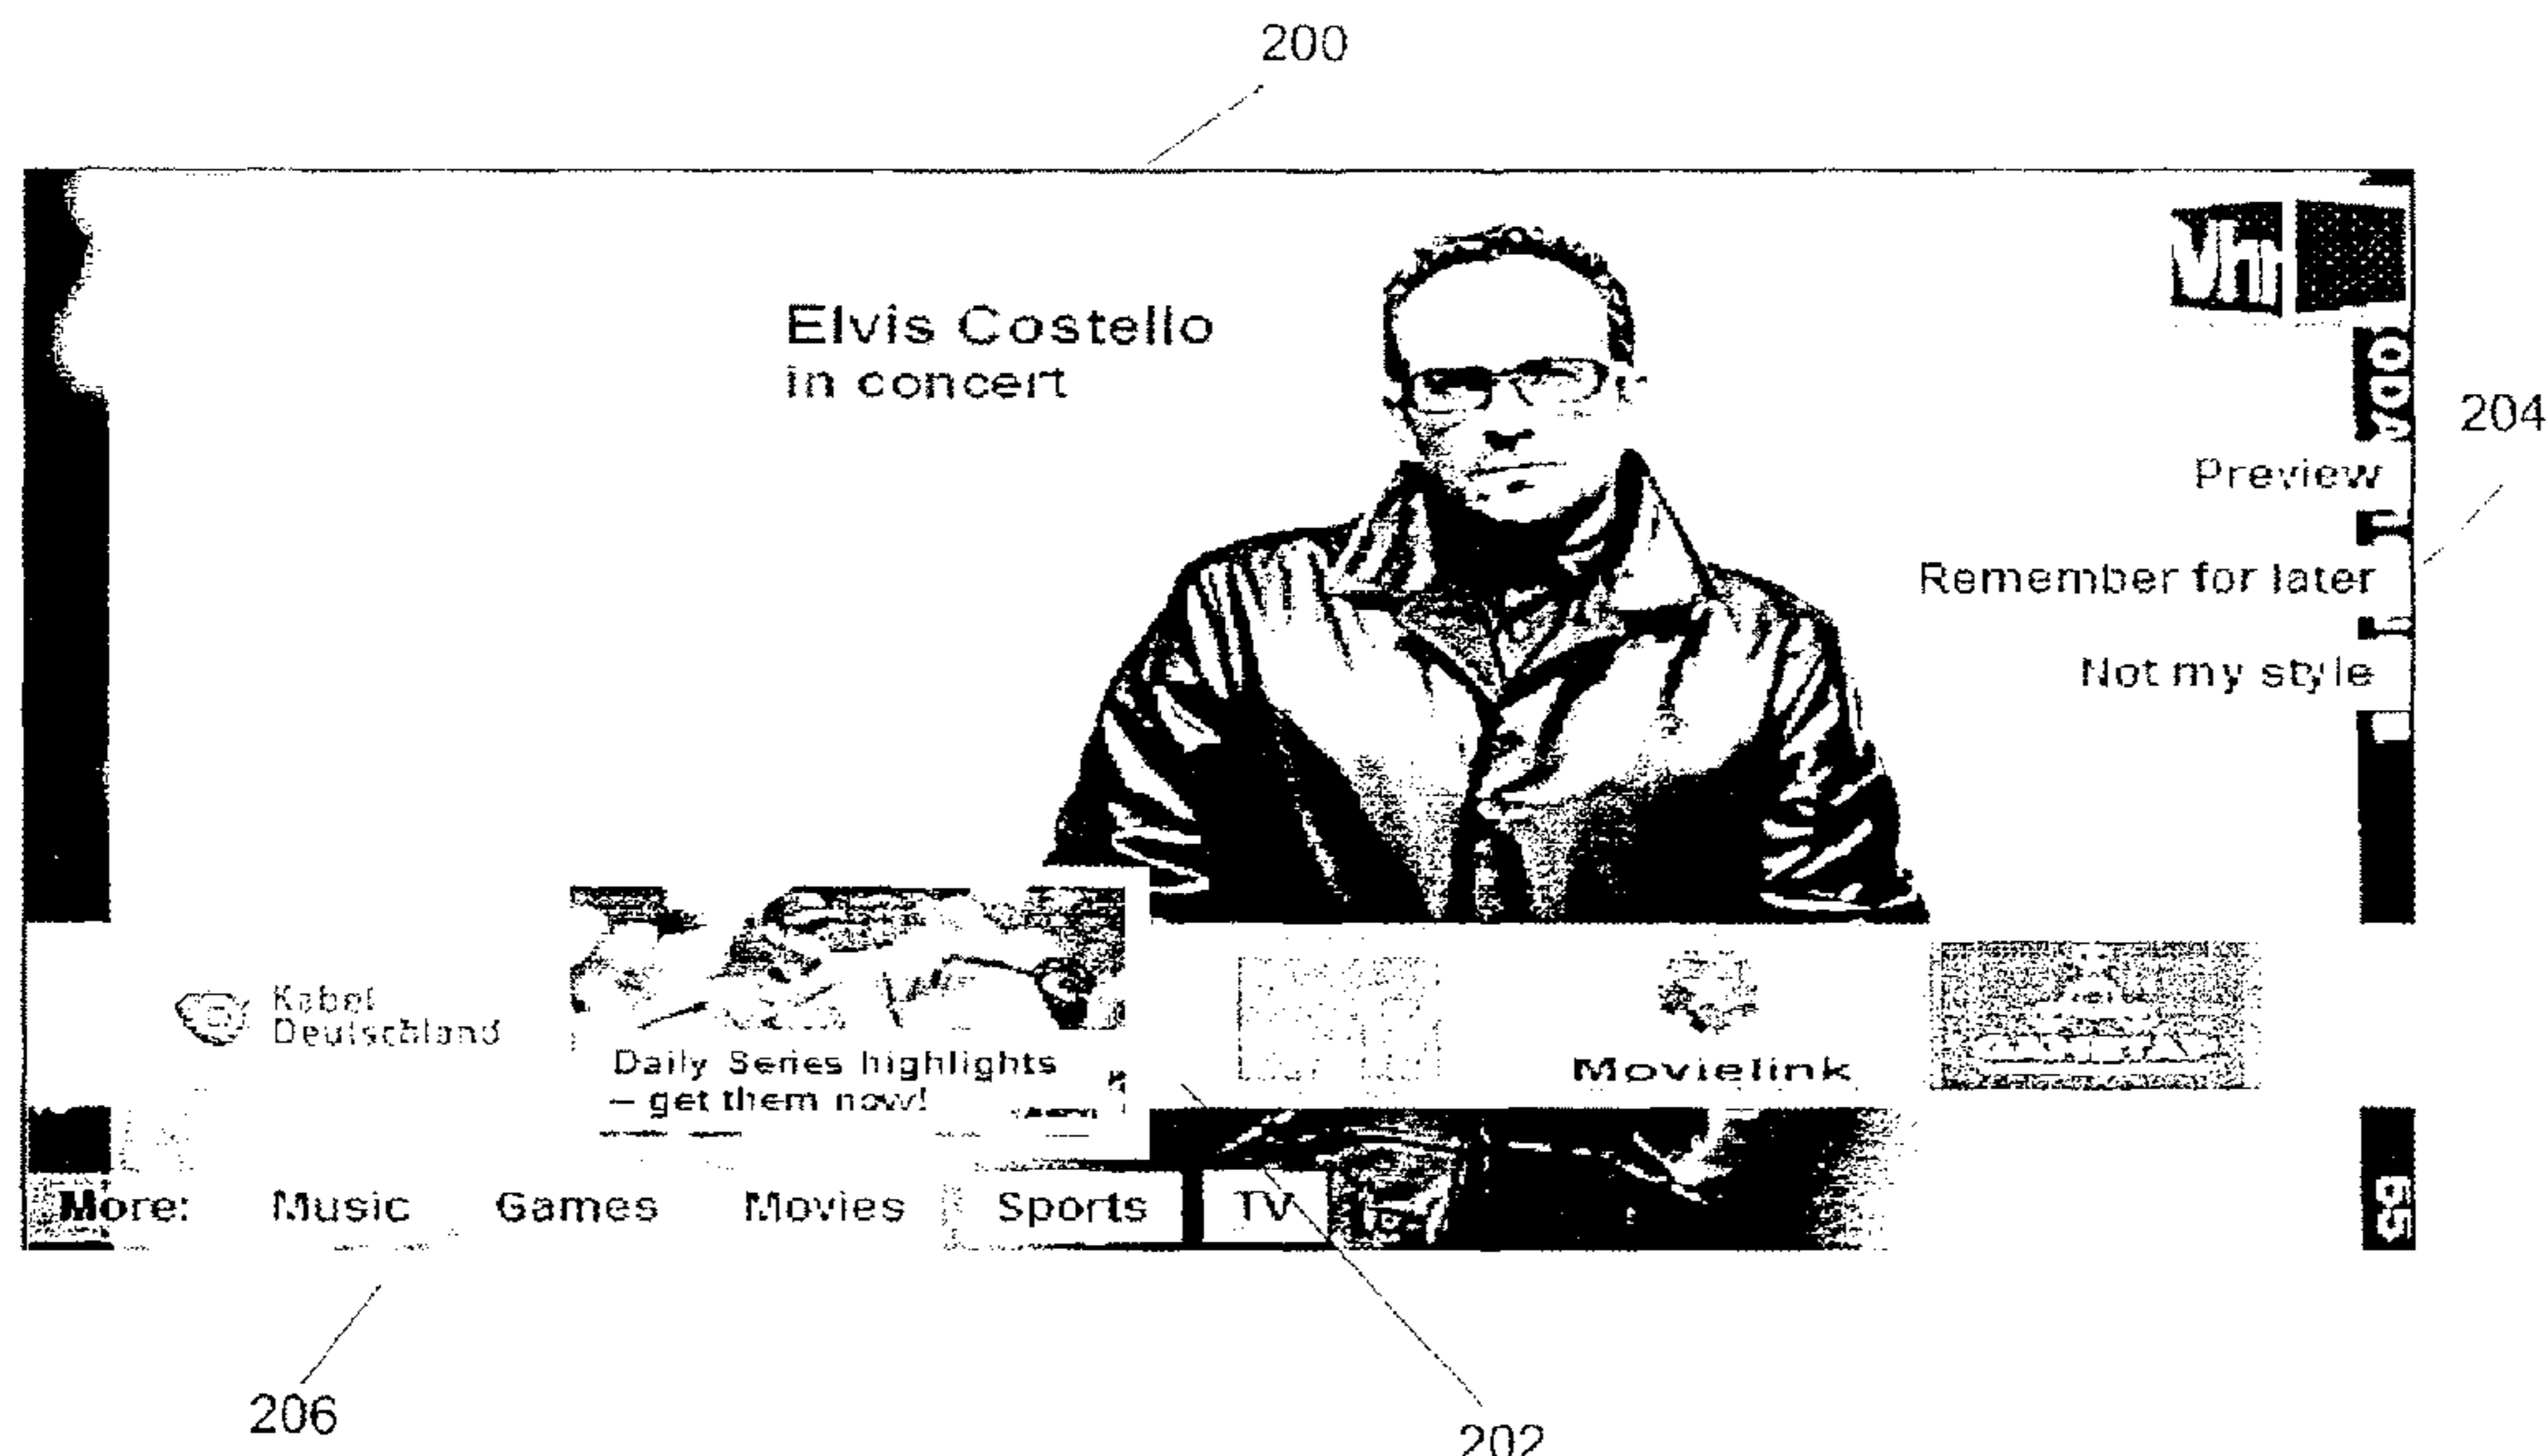 200
Elvis Costello
in concert
204
Preview
Remember for later
Not my style
Kabel
Deutschland
Daily Series highlights
– get them now!
Movielink
More: Music Games Movies Sports TV
206
202